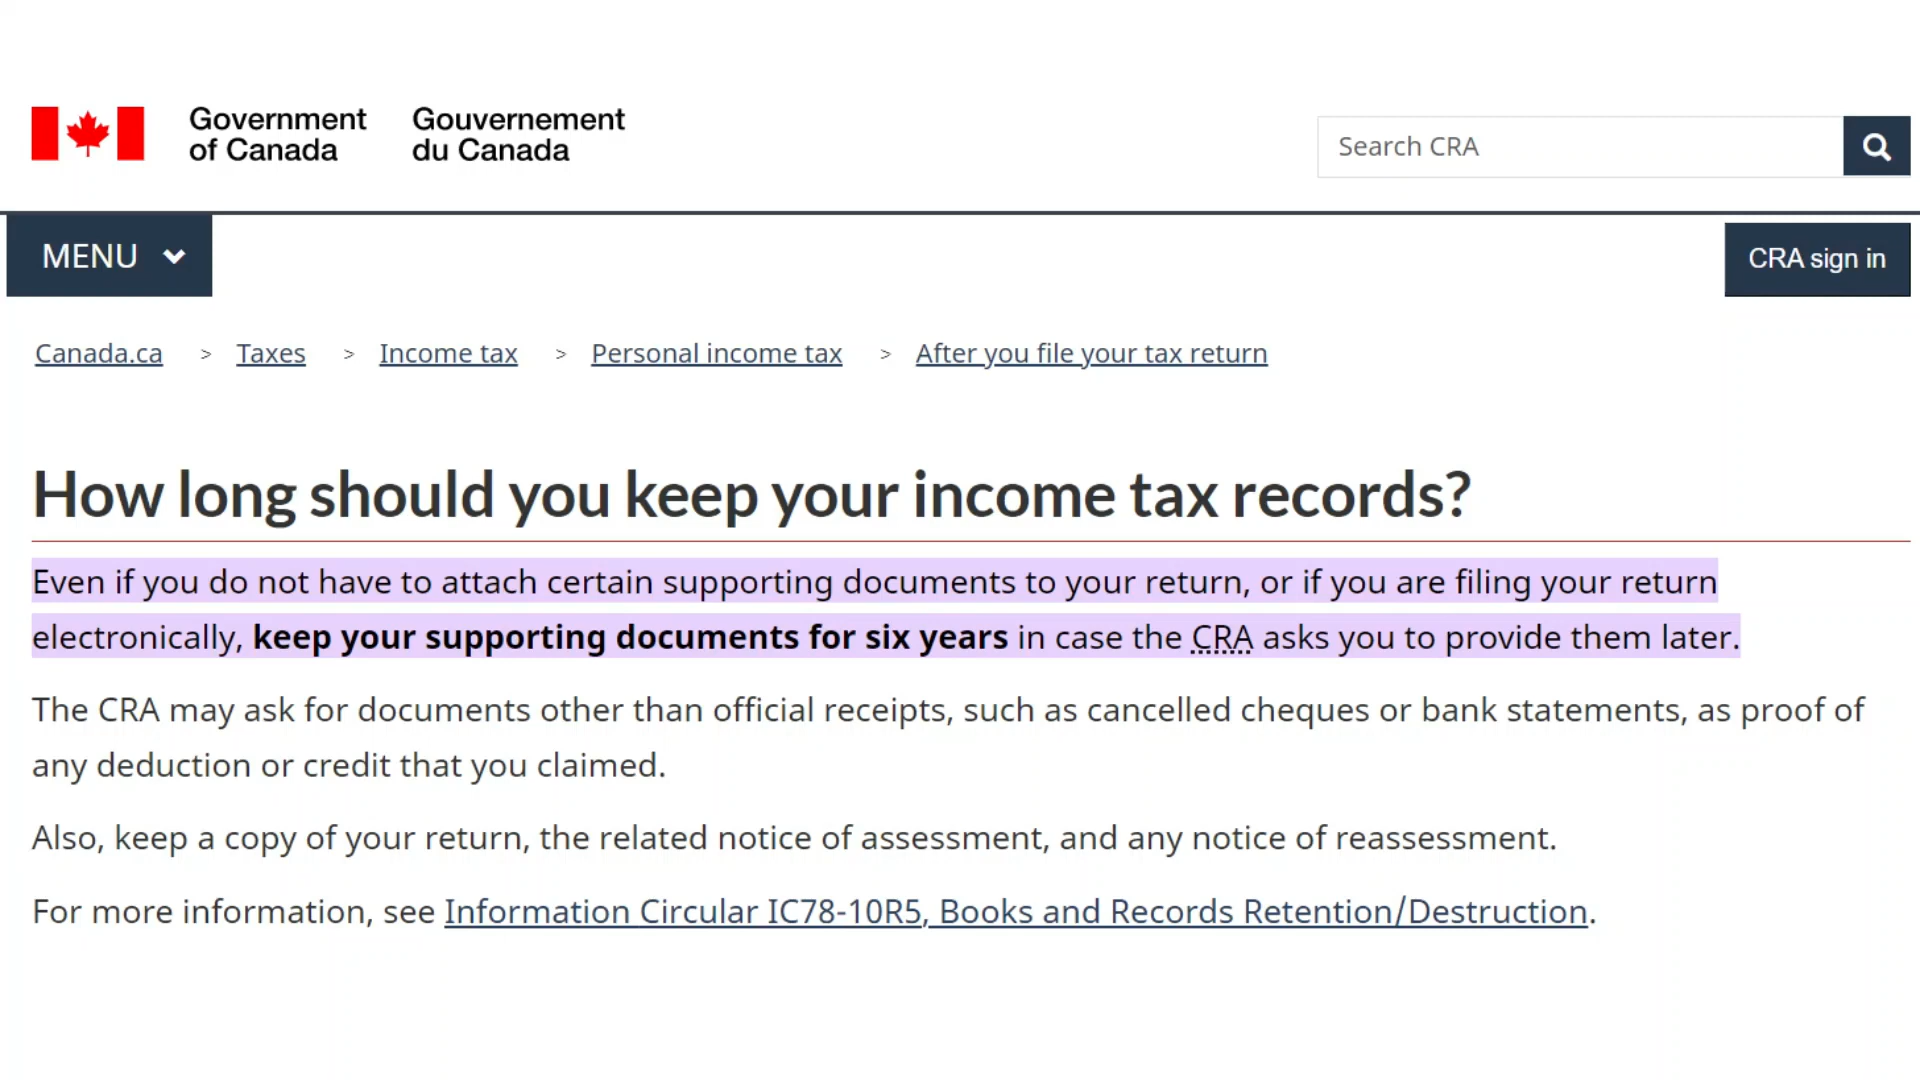 Government of Canada
Gouvernement du Canada
Search CRA
MENU
CRA sign in
Canada.ca > Taxes > Income tax > Personal income tax > After you file your tax return
How long should you keep your income tax records?
Even if you do not have to attach certain supporting documents to your return, or if you are filing your return
electronically, keep your supporting documents for six years in case the CRA asks you to provide them later.
The CRA may ask for documents other than official receipts, such as cancelled cheques or bank statements, as proof of
any deduction or credit that you claimed.
Also, keep a copy of your return, the related notice of assessment, and any notice of reassessment.
For more information, see Information Circular IC78-10R5, Books and Records Retention/Destruction.